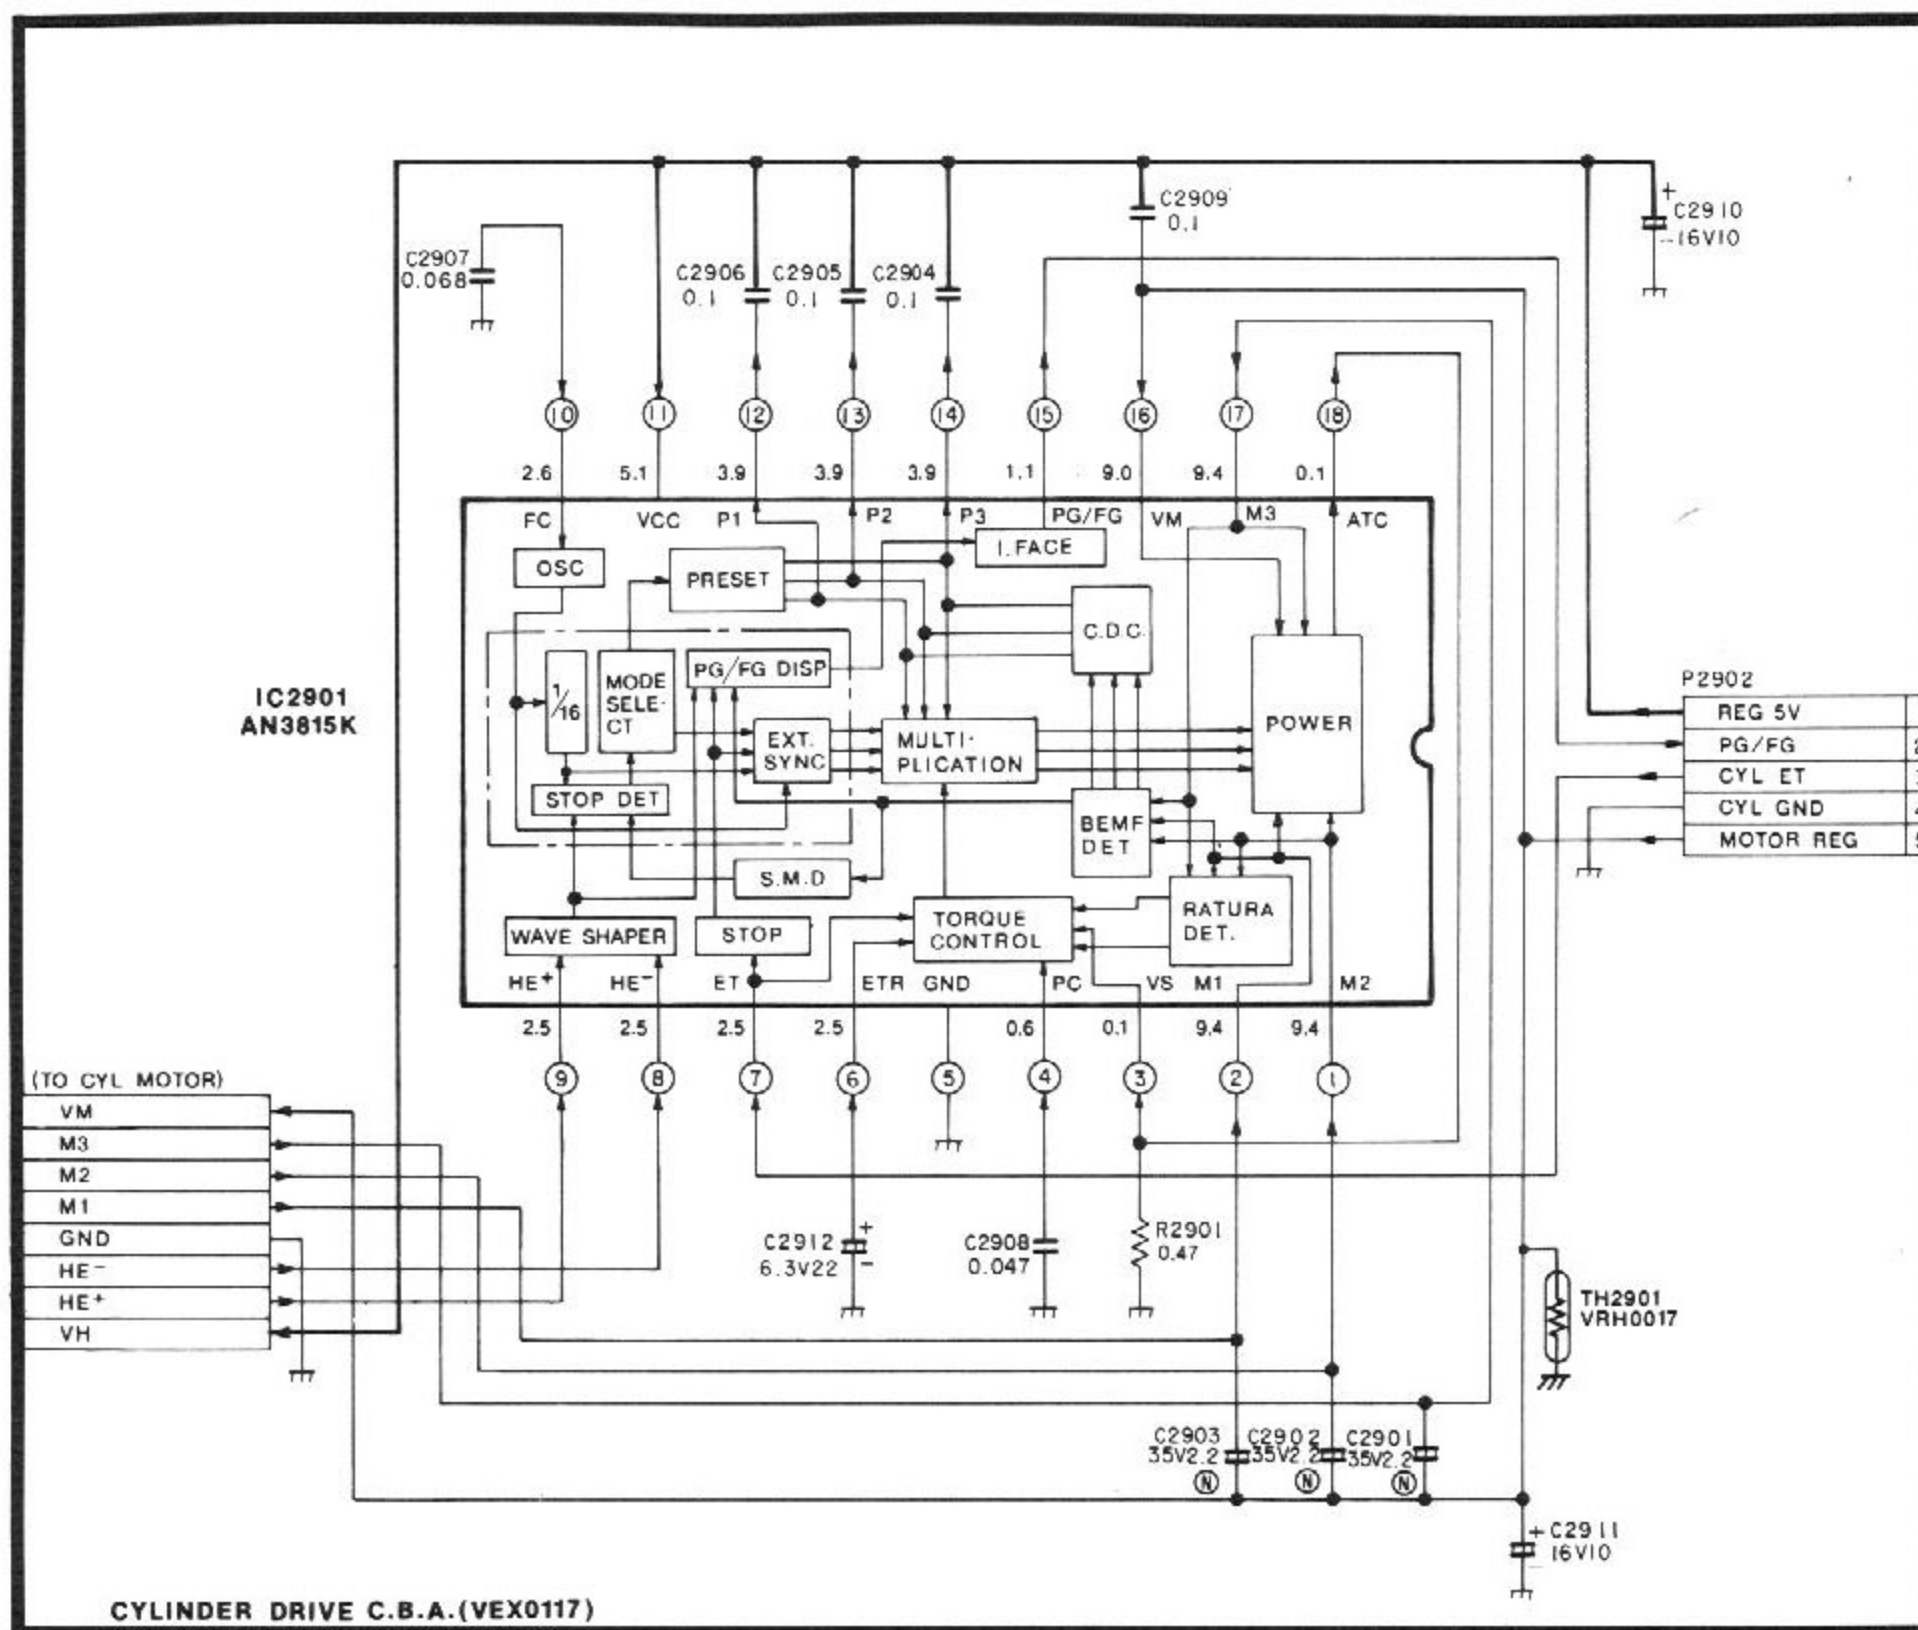 C2909
0.1
+
C2910
-16V10
C2907
0.068
C2906
0.1
C2905
0.1
C2904
0.1
10 11 12 13 14 15 16 17 18
2.6 5.1 3.9 3.9 3.9 1.1 9.0 9.4 0.1
FC VCC P1 P2 P3 PG/FG VM M3 ATC
I.FACE
OSC
PRESET
C.D.C.
PG/FG DISP
1/16
MODE
SELE-
CT
IC2901
AN3815K
EXT.
SYNC
MULTI-
PLICATION
POWER
P2902
REG 5V
PG/FG
CYL ET
CYL GND
MOTOR REG
STOP DET
BEMF
DET
S.M.D
WAVE SHAPER
STOP
TORQUE
CONTROL
RATURA
DET.
HE+ HE- ET ETR GND PC VS M1 M2
2.5 2.5 2.5 2.5 0.6 0.1 9.4 9.4
9 8 7 6 5 4 3 2 1
(TO CYL MOTOR)
VM
M3
M2
M1
GND
HE-
HE+
VH
C2912
6.3V22
+
-
C2908
0.047
R2901
0.47
TH2901
VRH0017
C2903
35V2.2
N
C2902
35V2.2
N
C2901
35V2.2
N
+
C2911
16V10
CYLINDER DRIVE C.B.A.(VEX0117)